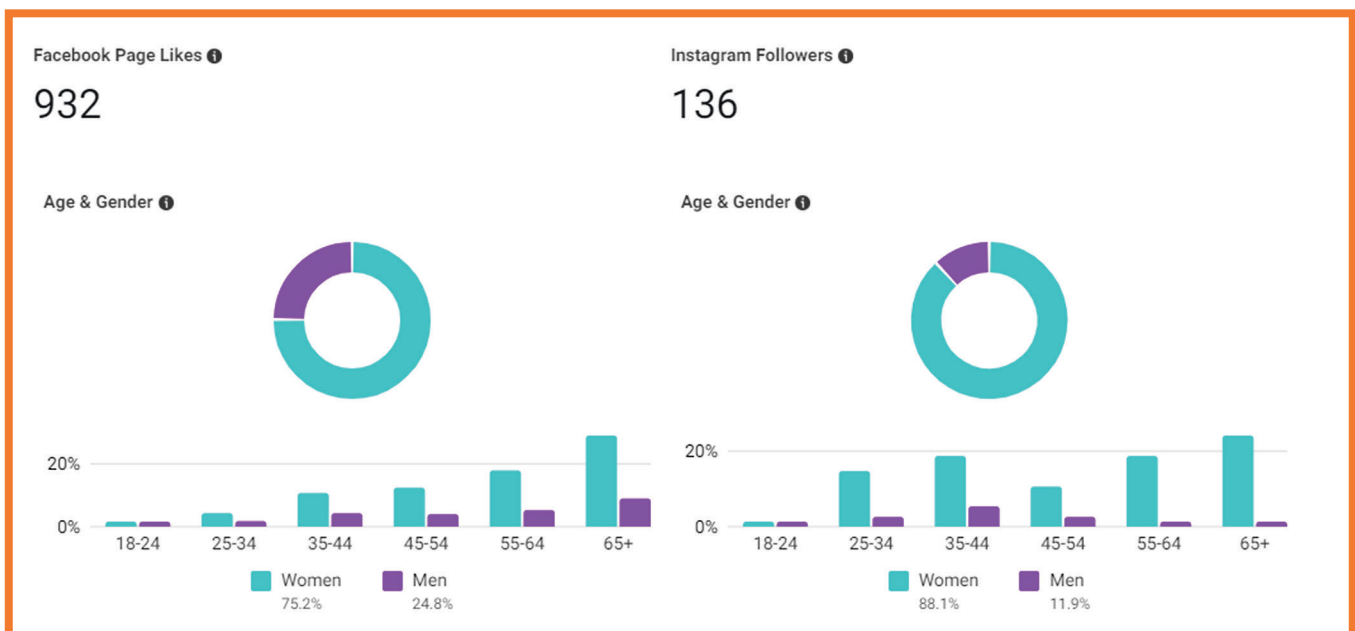 Facebook Page Likes
932
Age & Gender
20%
0%
18-24 25-34 35-44 45-54 55-64 65+
Women Men
75.2% 24.8%
Instagram Followers
136
Age & Gender
20%
0%
18-24 25-34 35-44 45-54 55-64 65+
Women Men
88.1% 11.9%